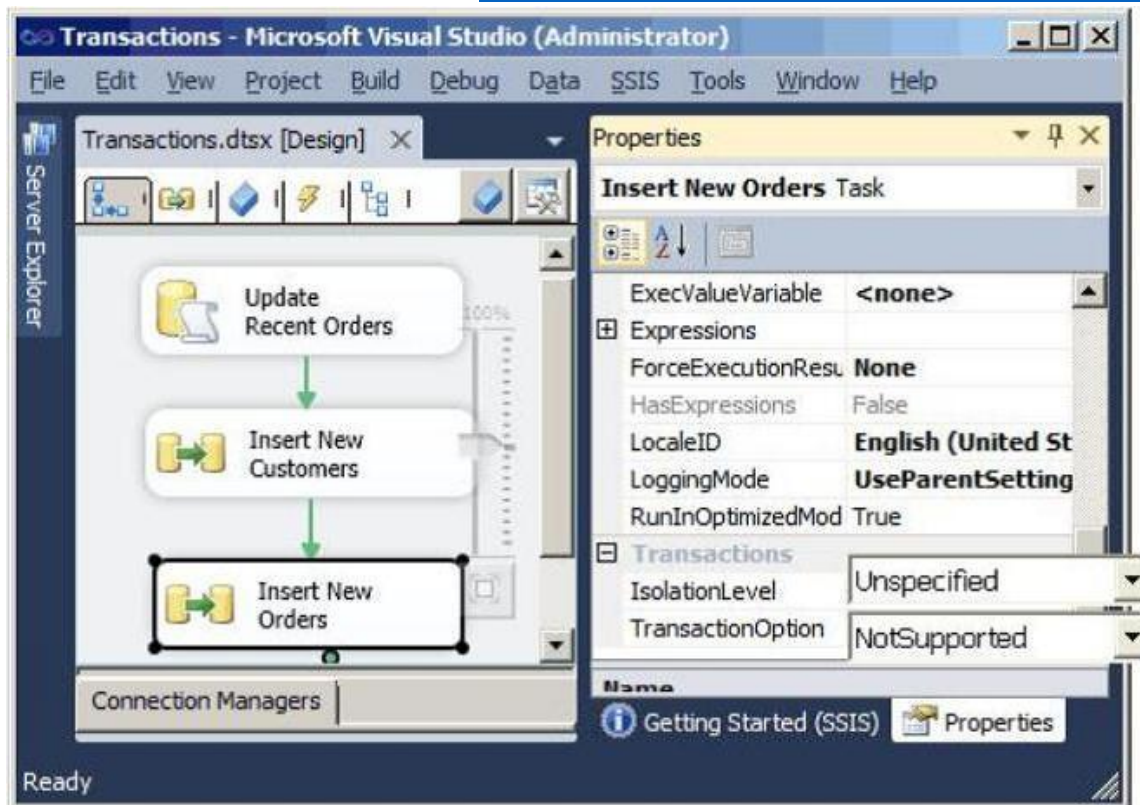 Transactions - Microsoft Visual Studio (Administrator)
File Edit View Project Build Debug Data SSIS Tools Window Help
Server Explorer
Transactions.dtsx [Design]
Update
Recent Orders
100%
Insert New
Customers
Insert New
Orders
Connection Managers
Properties
Insert New Orders Task
ExecValueVariable <none>
Expressions
ForceExecutionResu None
HasExpressions False
LocaleID English (United St
LoggingMode UseParentSetting
RunInOptimizedMod True
Transactions
IsolationLevel Unspecified
TransactionOption NotSupported
Name
Getting Started (SSIS) Properties
Ready